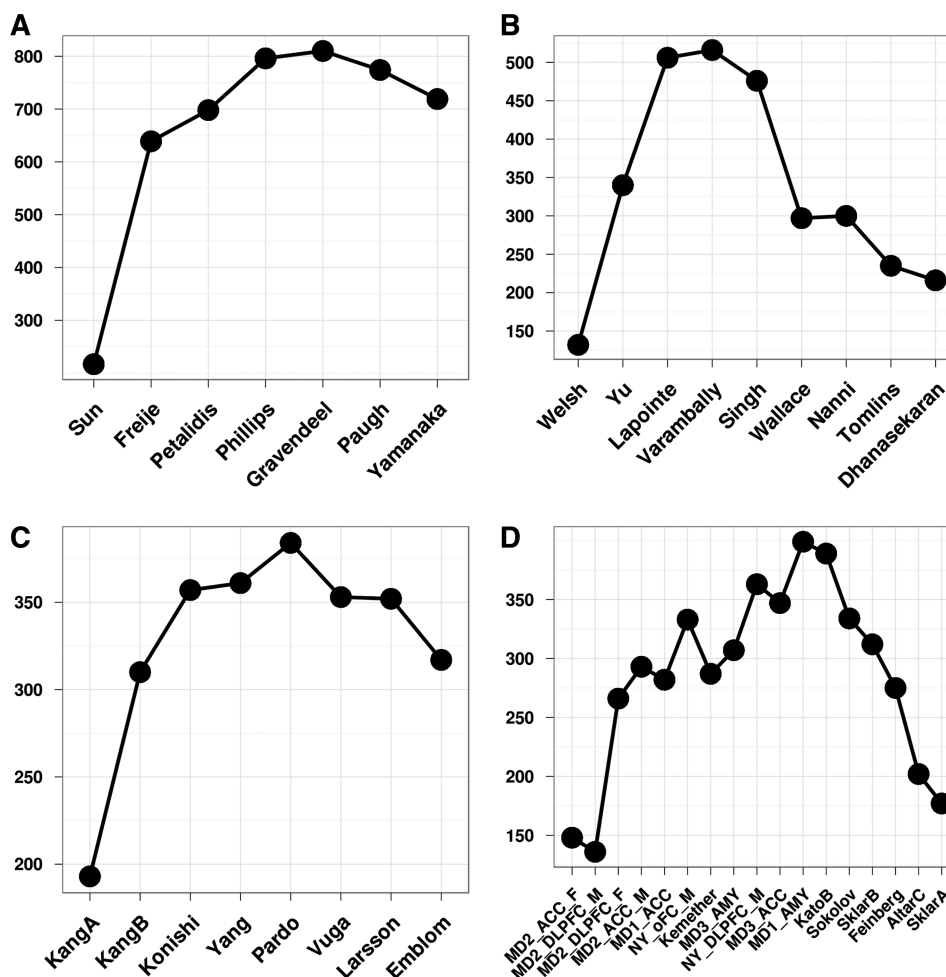 A
800
700
600
500
400
300
Sun
Freije
Petalidis
Phillips
Gravendeel
Paugh
Yamanaka
B
500
450
400
350
300
250
200
150
Welsh
Yu
Lapointe
Varambally
Singh
Wallace
Nanni
Tomlins
Dhanasekaran
C
350
300
250
200
KangA
KangB
Konishi
Yang
Pardo
Vuga
Larsson
Emblom
D
350
300
250
200
150
MD2_ACC_F
MD2_DLPFC_M
MD2_DLPFC_F
MD2_ACC_M
MD1_ACC
NY_oFC_M
Kemether
MD3_AMY
NY_DLPFC_M
MD3_ACC
MD1_AMY
KatoB
Sokolov
SklarB
Feinberg
AltarC
SklarA